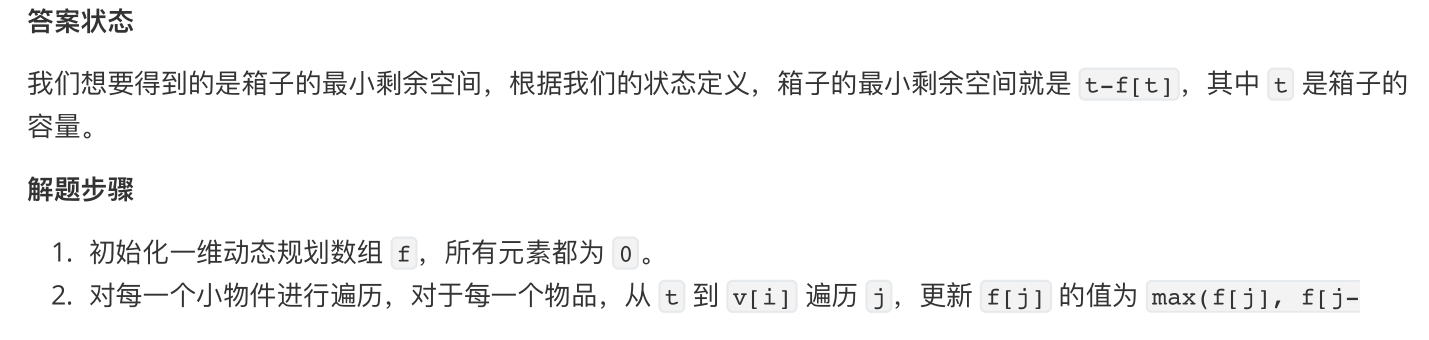 答案状态
我们想要得到的是箱子的最小剩余空间，根据我们的状态定义，箱子的最小剩余空间就是 t-f[t]，其中 t 是箱子的
容量。
解题步骤
1. 初始化一维动态规划数组 f，所有元素都为 0。
2. 对每一个小物件进行遍历，对于每一个物品，从 t 到 v[i] 遍历 j，更新 f[j] 的值为 max(f[j], f[j-